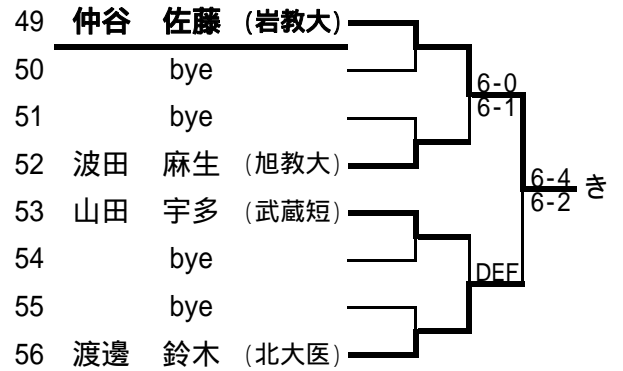 49 仲谷 佐藤 (岩教大)
50 bye
6-0
51 bye
6-1
52 波田 麻生 (旭教大)
6-4 き
53 山田 宇多 (武蔵短)
6-2
54 bye
DEF
55 bye
56 渡邊 鈴木 (北大医)